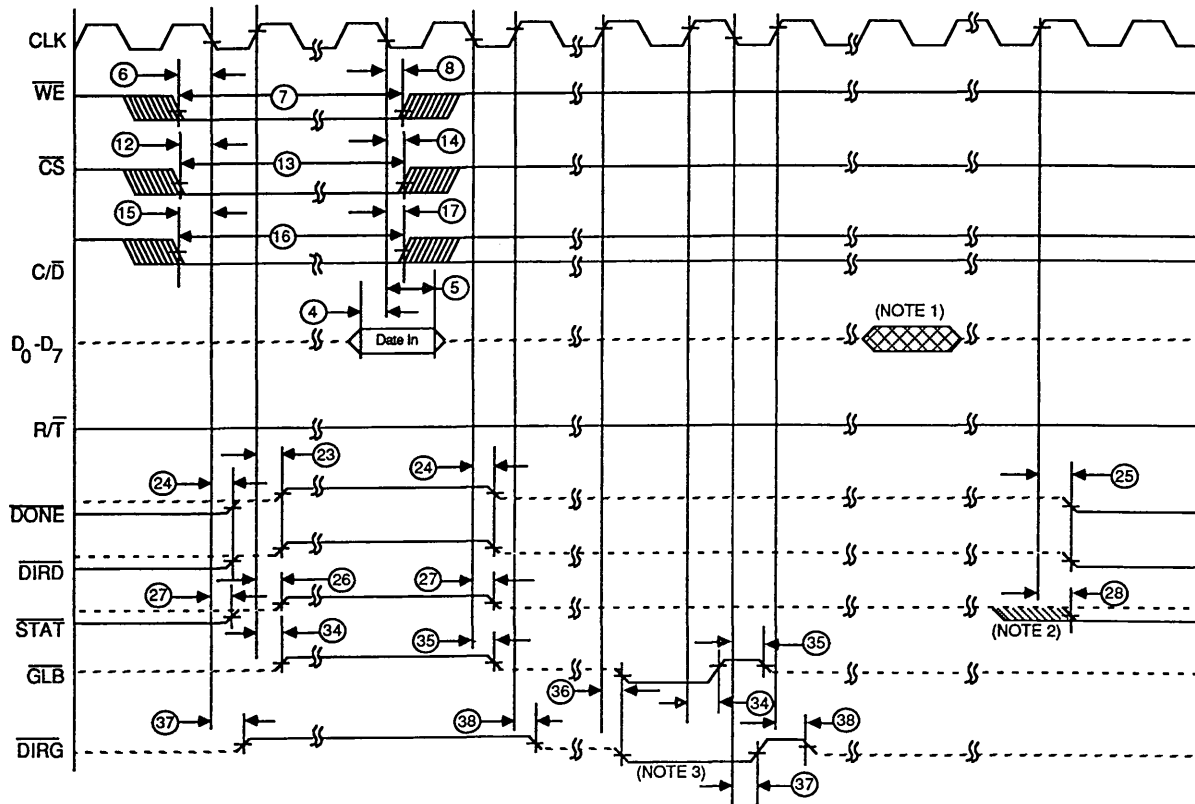 CLK
6
8
WE
7
12
14
CS
13
15
17
16
C/D
5
4
(NOTE 1)
D0-D7
Date In
R/T
23
24
24
25
DONE
DIRD
26
27
27
28
STAT
(NOTE 2)
34
35
35
GLB
36
34
37
38
38
DIRG
(NOTE 3)
37